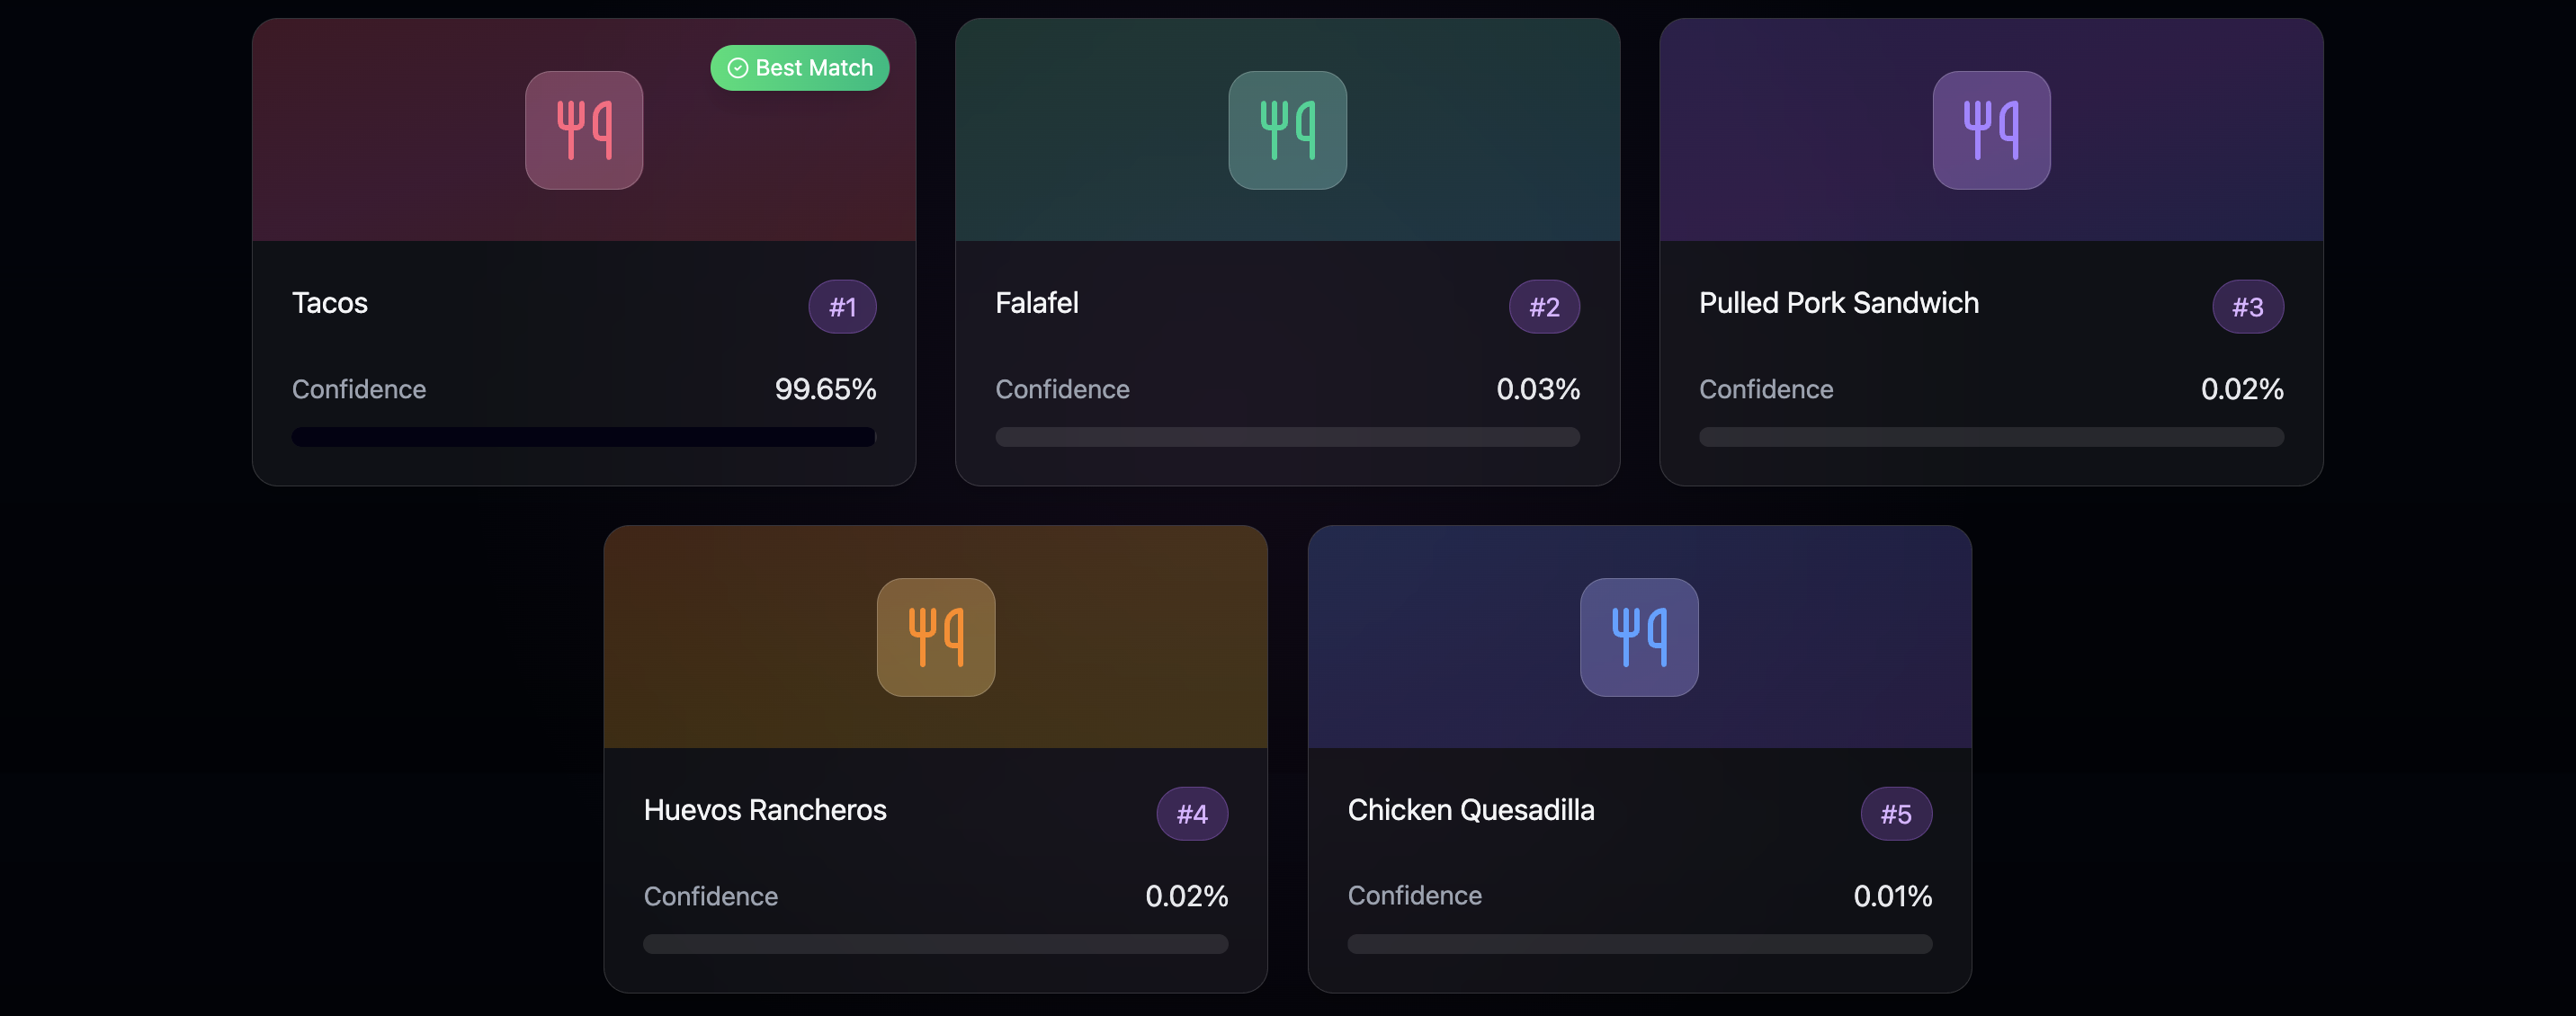 Best Match
Tacos
#1
Confidence
99.65%
Falafel
#2
Confidence
0.03%
Pulled Pork Sandwich
#3
Confidence
0.02%
Huevos Rancheros
#4
Confidence
0.02%
Chicken Quesadilla
#5
Confidence
0.01%